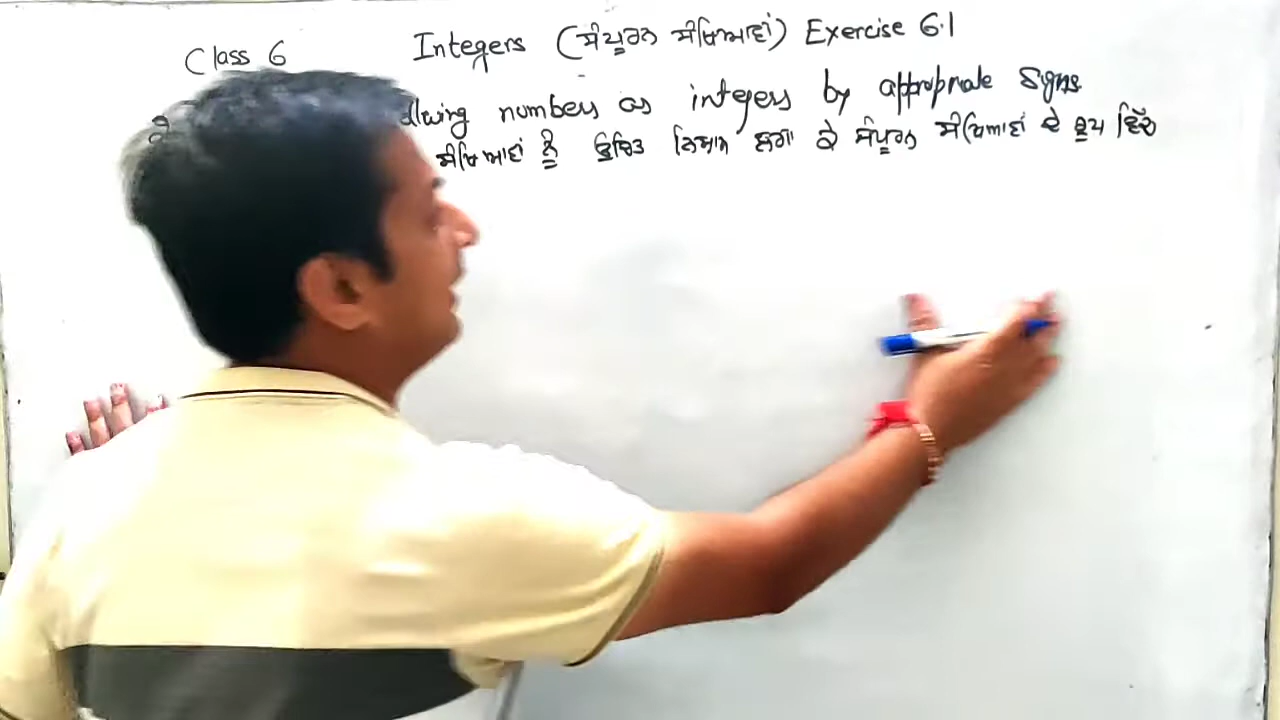 Class 6 Integers (ਸੰਪੂਰਨ ਸੰਖਿਆਵਾਂ) Exercise 6.1
numbers as integers by appropriate Signs
ਸੰਖਿਆਵਾਂ ਨੂੰ ਉਚਿਤ ਨਿਸ਼ਾਨ ਲਗਾ ਕੇ ਸੰਪੂਰਨ ਸੰਖਿਆਵਾਂ ਦੇ ਰੂਪ ਵਿੱਚ